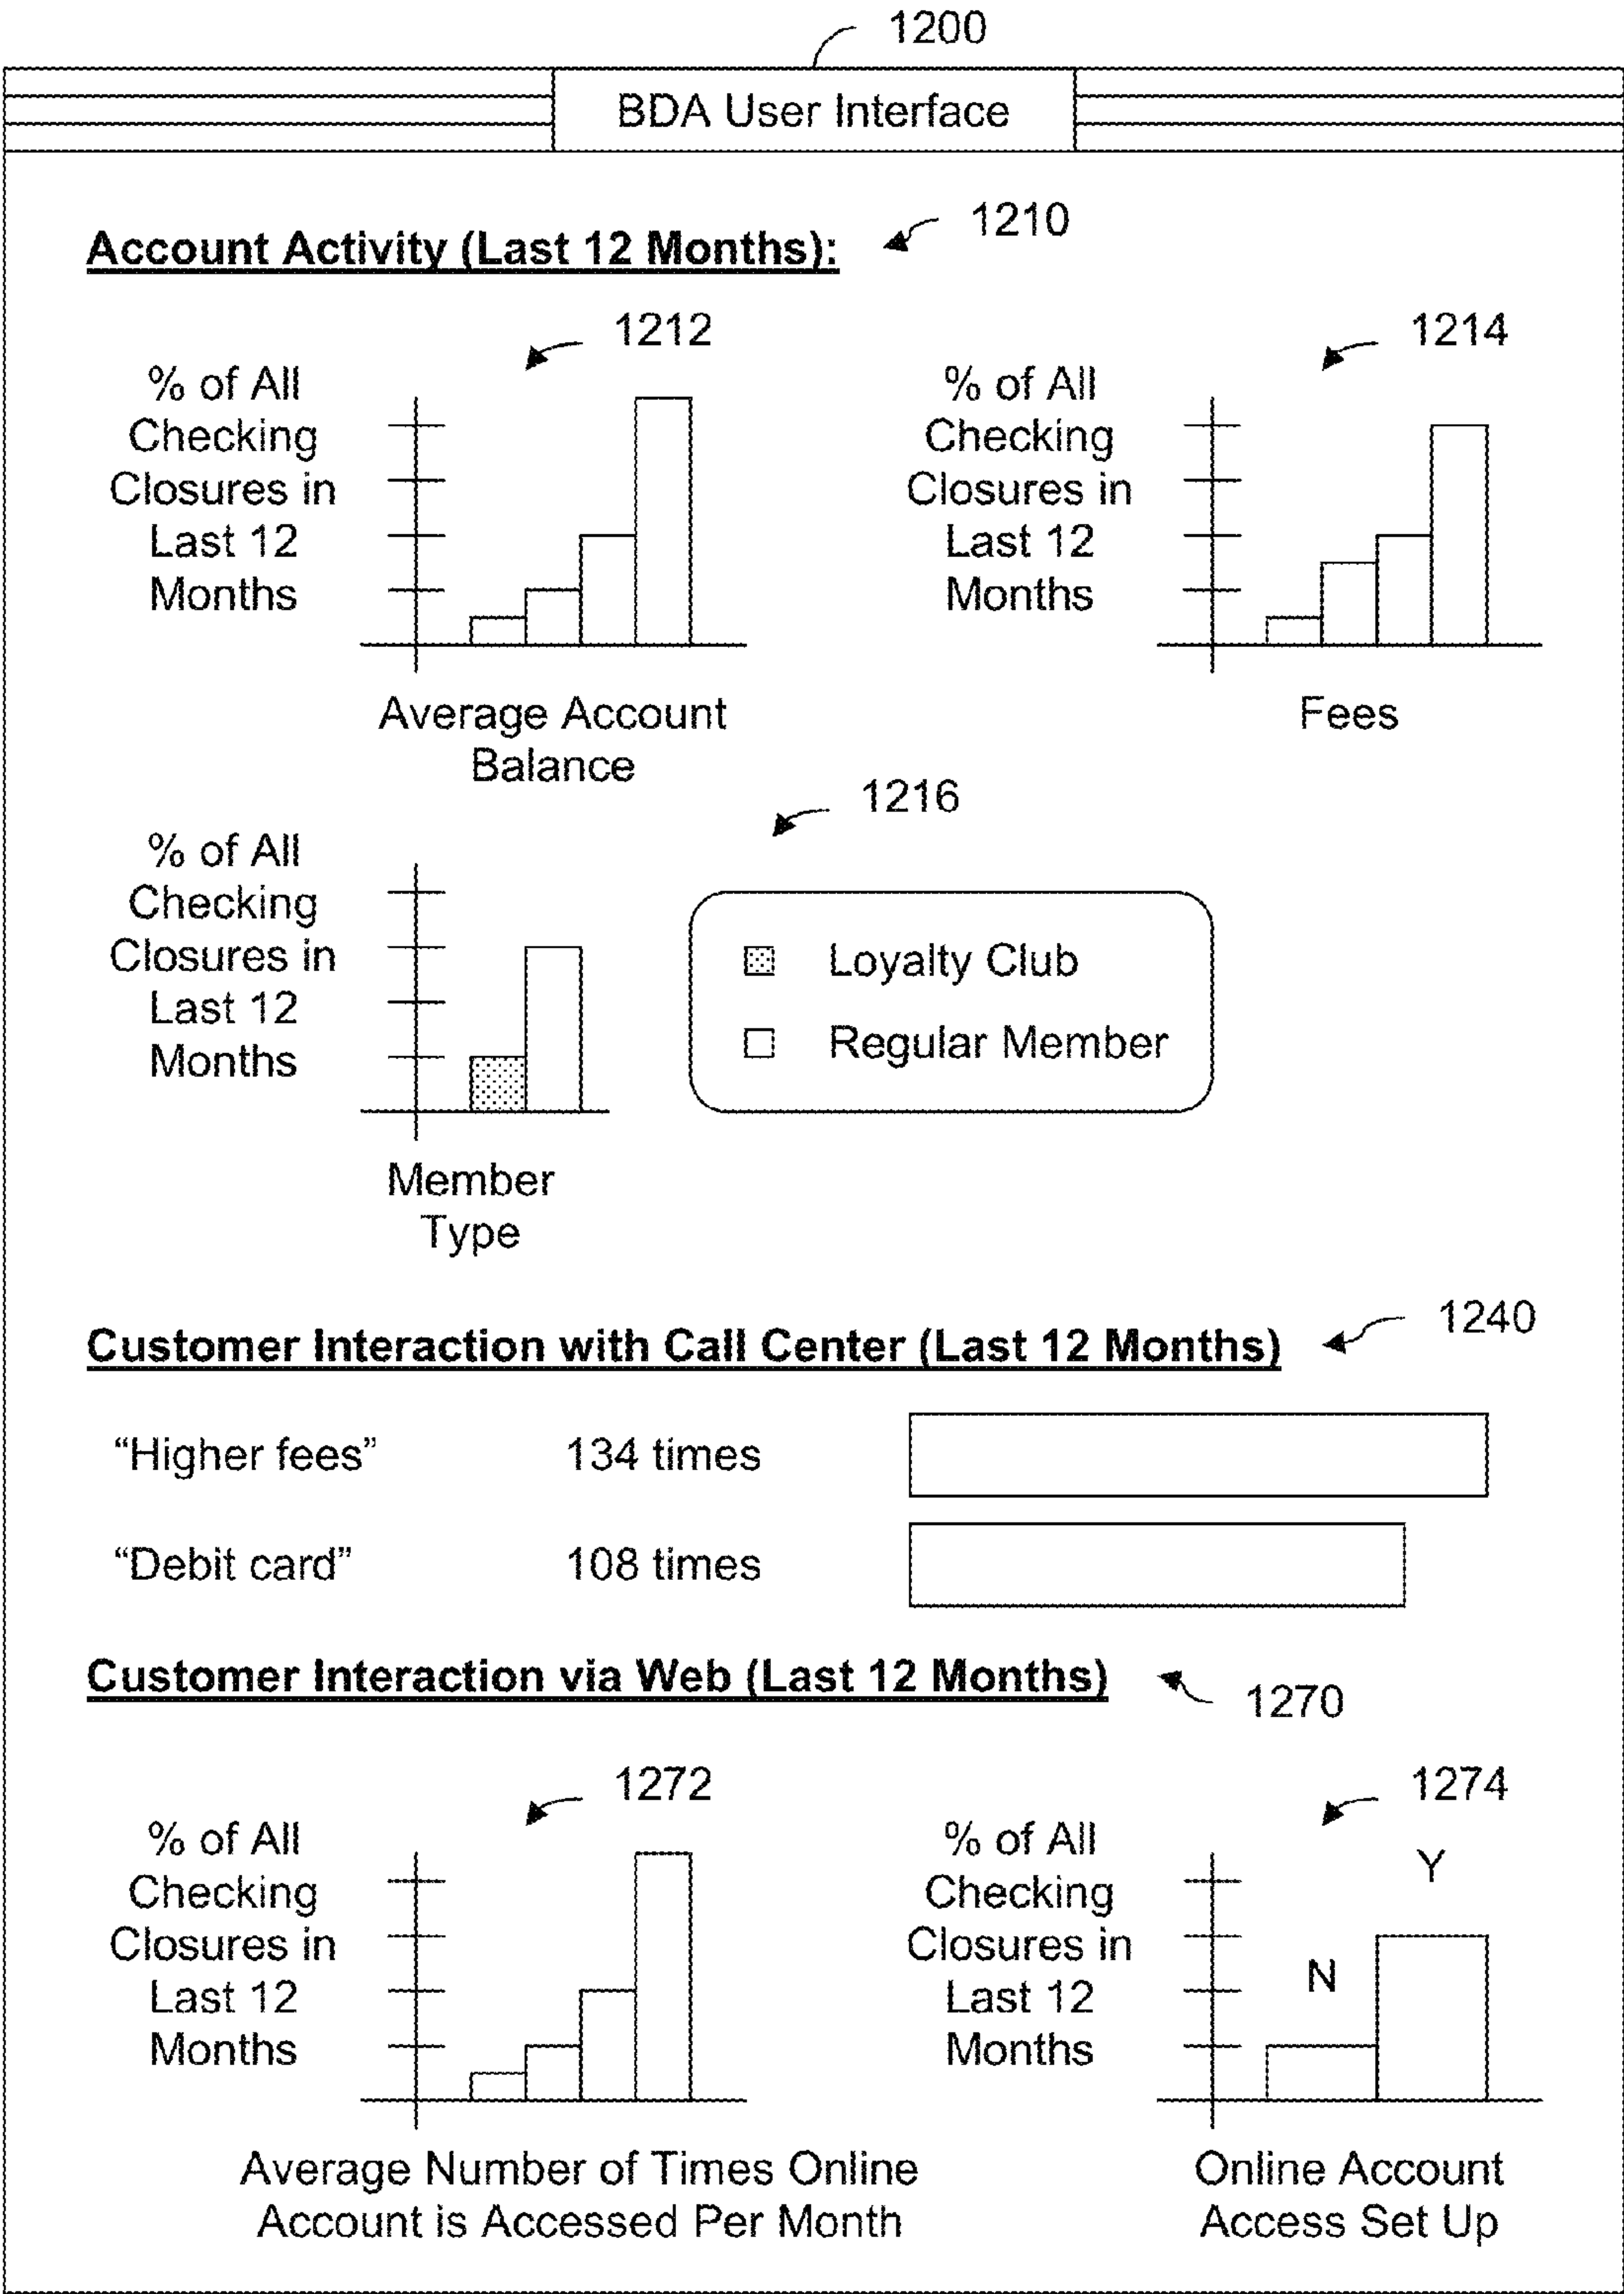 1200
BDA User Interface
Account Activity (Last 12 Months):
1210
1212
% of All
Checking
Closures in
Last 12
Months
Average Account
Balance
1214
% of All
Checking
Closures in
Last 12
Months
Fees
1216
% of All
Checking
Closures in
Last 12
Months
Member
Type
Loyalty Club
Regular Member
Customer Interaction with Call Center (Last 12 Months)
1240
“Higher fees” 134 times
“Debit card” 108 times
Customer Interaction via Web (Last 12 Months)
1270
1272
% of All
Checking
Closures in
Last 12
Months
Average Number of Times Online
Account is Accessed Per Month
1274
% of All
Checking
Closures in
Last 12
Months
N
Y
Online Account
Access Set Up